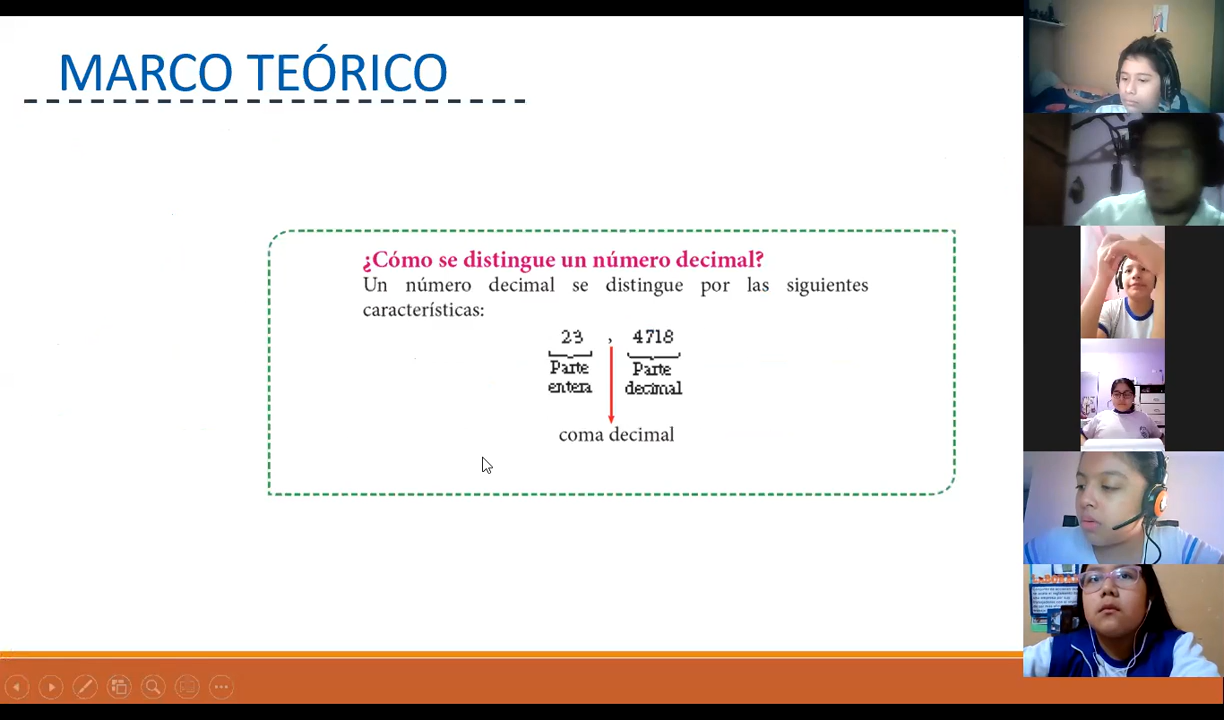 MARCO TEÓRICO
¿Cómo se distingue un número decimal?
Un número decimal se distingue por las siguientes
características:
23 , 4718
Parte Parte
entera decimal
coma decimal